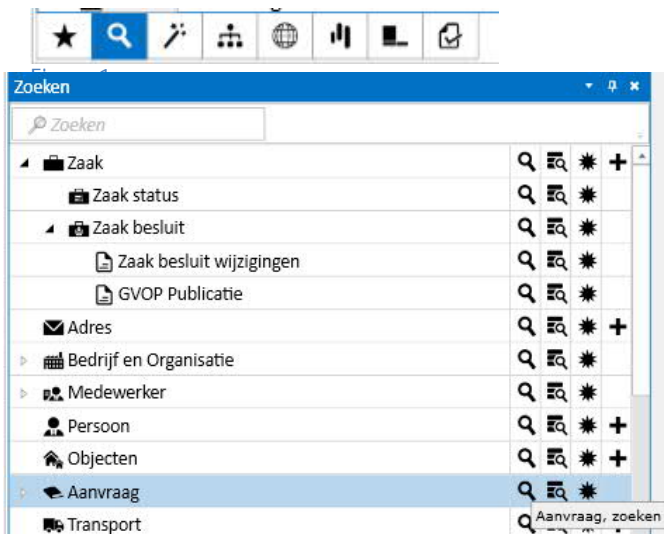 Zoeken
Zoeken
Zaak
Zaak status
Zaak besluit
Zaak besluit wijzigingen
GVOP Publicatie
Adres
Bedrijf en Organisatie
Medewerker
Persoon
Objecten
Aanvraag
Aanvraag, zoeken
Transport